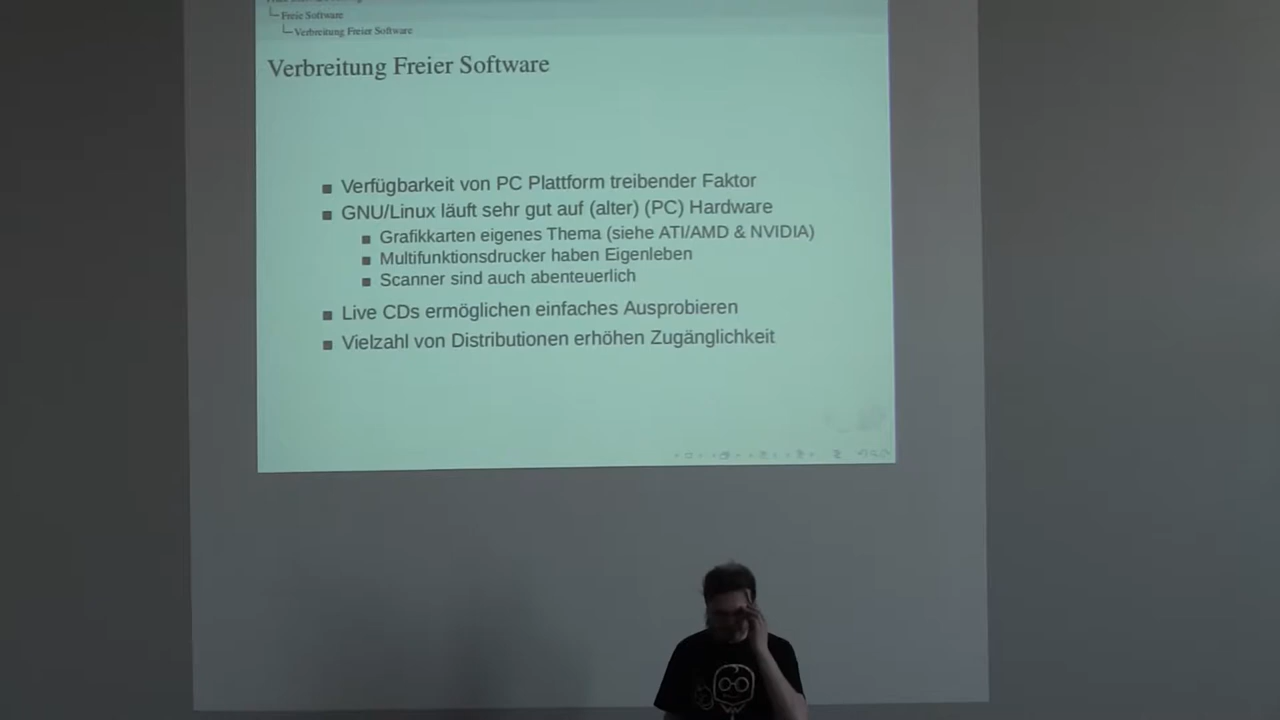 Freie Software
Verbreitung Freier Software
Verbreitung Freier Software
Verfügbarkeit von PC Plattform treibender Faktor
GNU/Linux läuft sehr gut auf (alter) (PC) Hardware
Grafikkarten eigenes Thema (siehe ATI/AMD & NVIDIA)
Multifunktionsdrucker haben Eigenleben
Scanner sind auch abenteuerlich
Live CDs ermöglichen einfaches Ausprobieren
Vielzahl von Distributionen erhöhen Zugänglichkeit